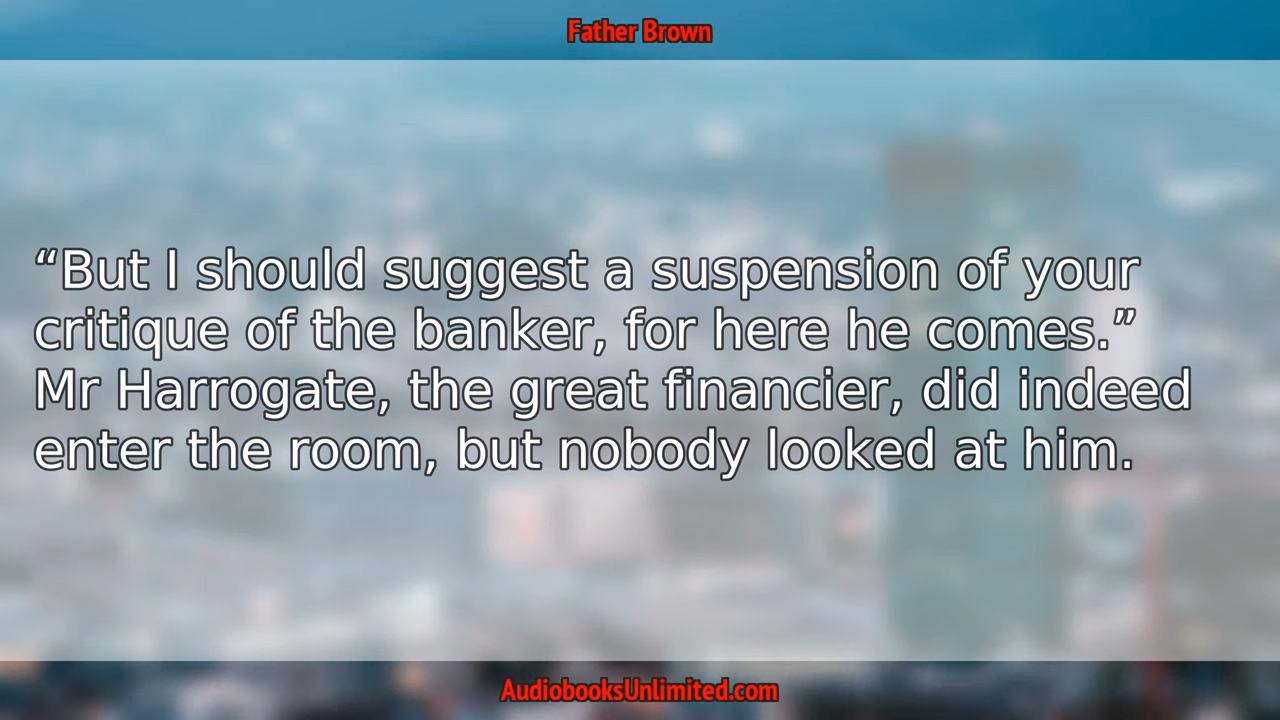 Father Brown
“But I should suggest a suspension of your
critique of the banker, for here he comes.”
Mr Harrogate, the great financier, did indeed
enter the room, but nobody looked at him.
AudiobooksUnlimited.com